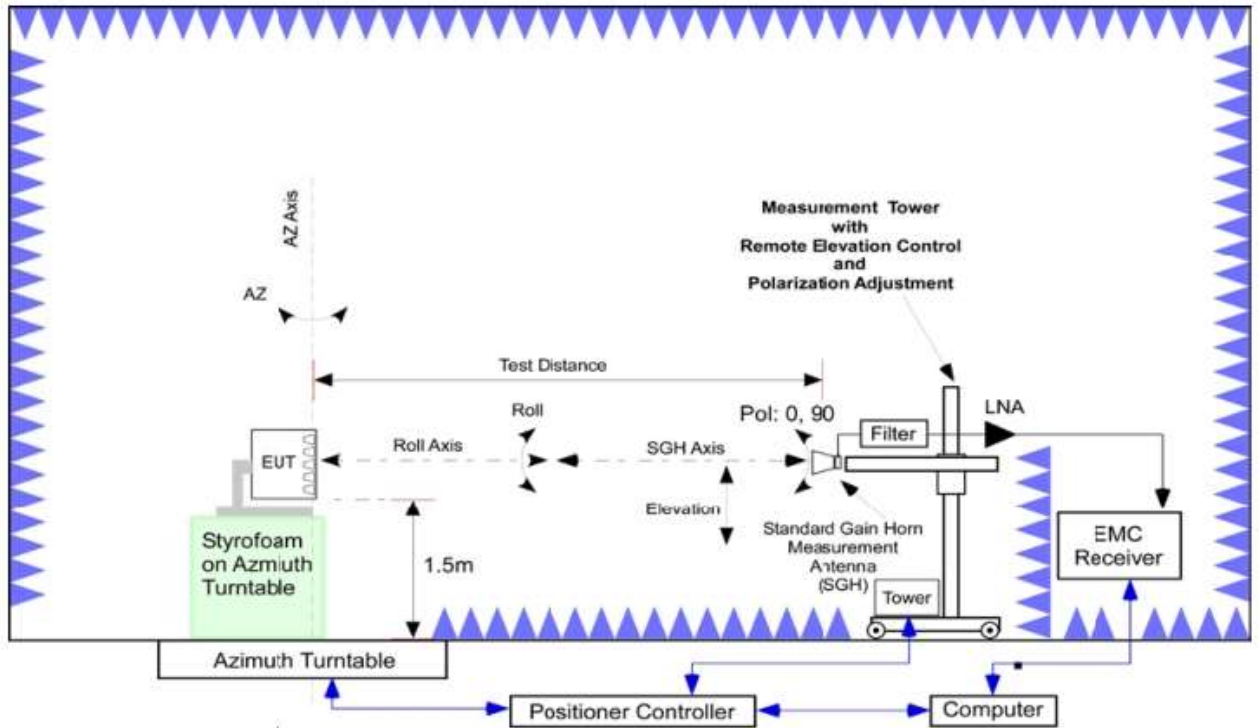 AZ Axis
AZ
Measurement Tower
with
Remote Elevation Control
and
Polarization Adjustment
Test Distance
Roll
Pol: 0, 90
LNA
Filter
EUT
Roll Axis
SGH Axis
Elevation
Standard Gain Horn
Measurement
Antenna
(SGH)
EMC
Receiver
Styrofoam
on Azmiuth
Turntable
1.5m
Tower
Azimuth Turntable
Positioner Controller
Computer